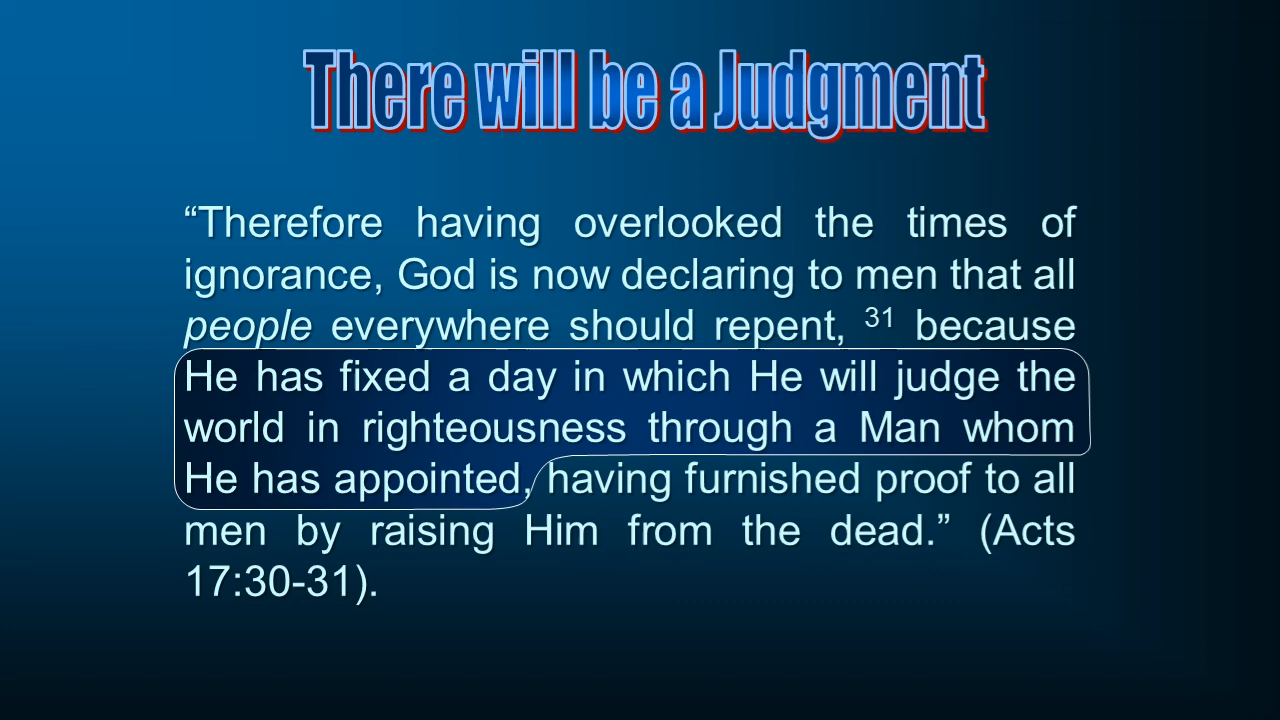 There will be a Judgment
“Therefore having overlooked the times of
ignorance, God is now declaring to men that all
people everywhere should repent, 31 because
He has fixed a day in which He will judge the
world in righteousness through a Man whom
He has appointed, having furnished proof to all
men by raising Him from the dead.” (Acts
17:30-31).